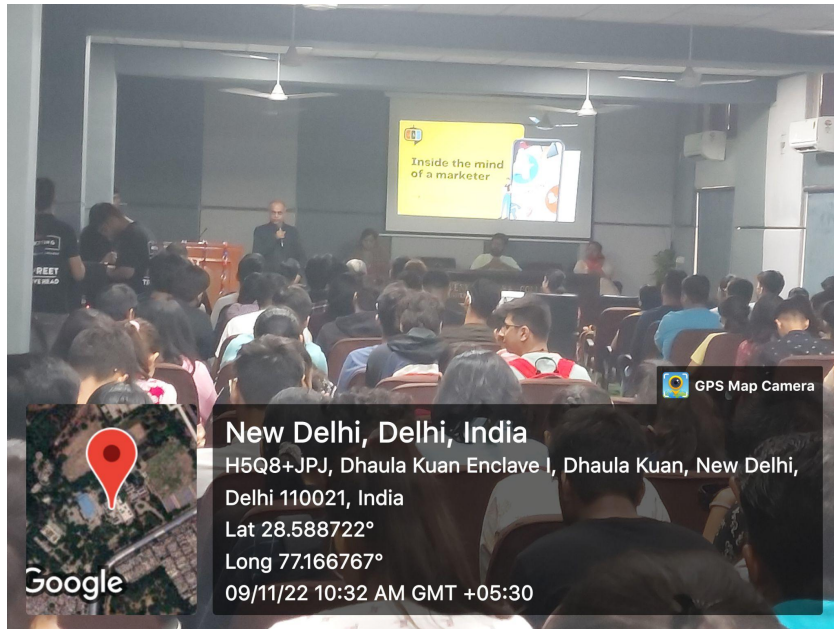 Inside the mind
of a marketer
REET
HEAD
GPS Map Camera
New Delhi, Delhi, India
H5Q8+JPJ, Dhaula Kuan Enclave I, Dhaula Kuan, New Delhi,
Delhi 110021, India
Lat 28.588722°
Long 77.166767°
09/11/22 10:32 AM GMT +05:30
Google